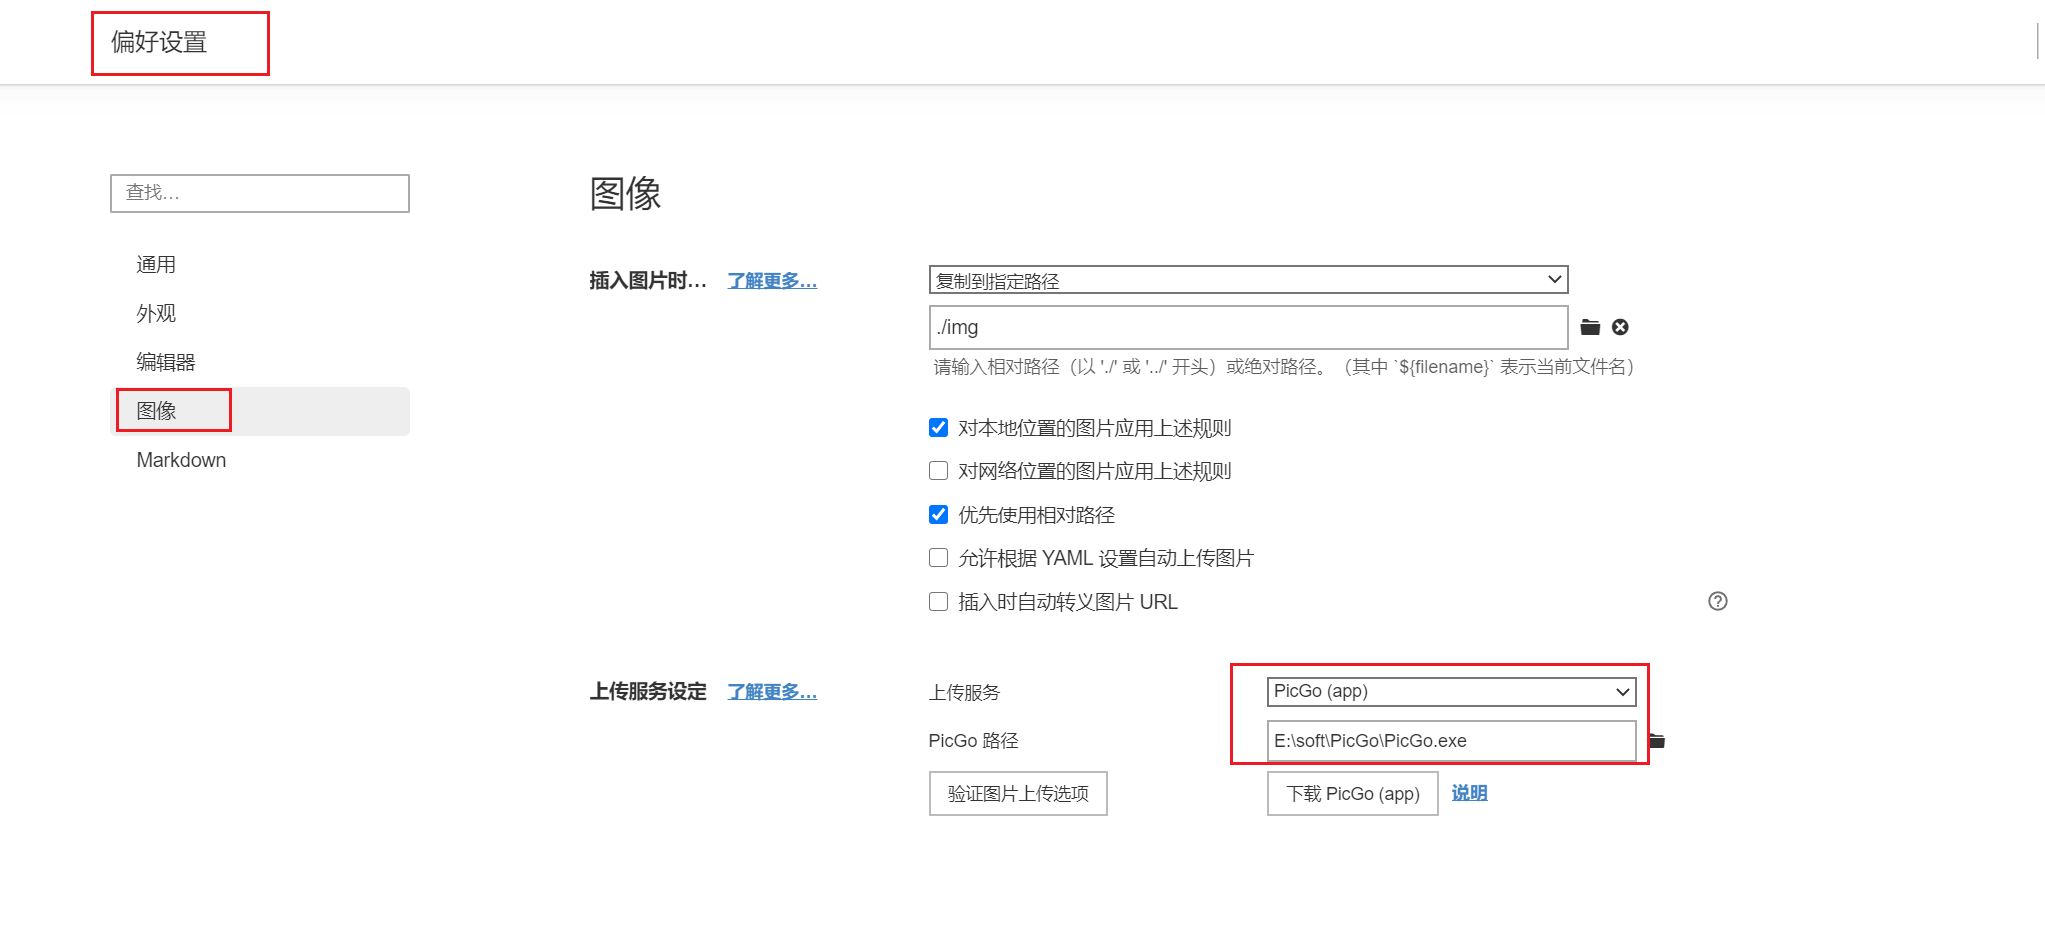 偏好设置
查找...
通用
外观
编辑器
图像
Markdown
图像
插入图片时... 了解更多...
复制到指定路径
./img
请输入相对路径（以 './' 或 '../' 开头）或绝对路径。（其中 `${filename}` 表示当前文件名）
对本地位置的图片应用上述规则
对网络位置的图片应用上述规则
优先使用相对路径
允许根据 YAML 设置自动上传图片
插入时自动转义图片 URL
上传服务设定 了解更多...
上传服务 PicGo (app)
PicGo 路径 E:\soft\PicGo\PicGo.exe
验证图片上传选项 下载 PicGo (app) 说明